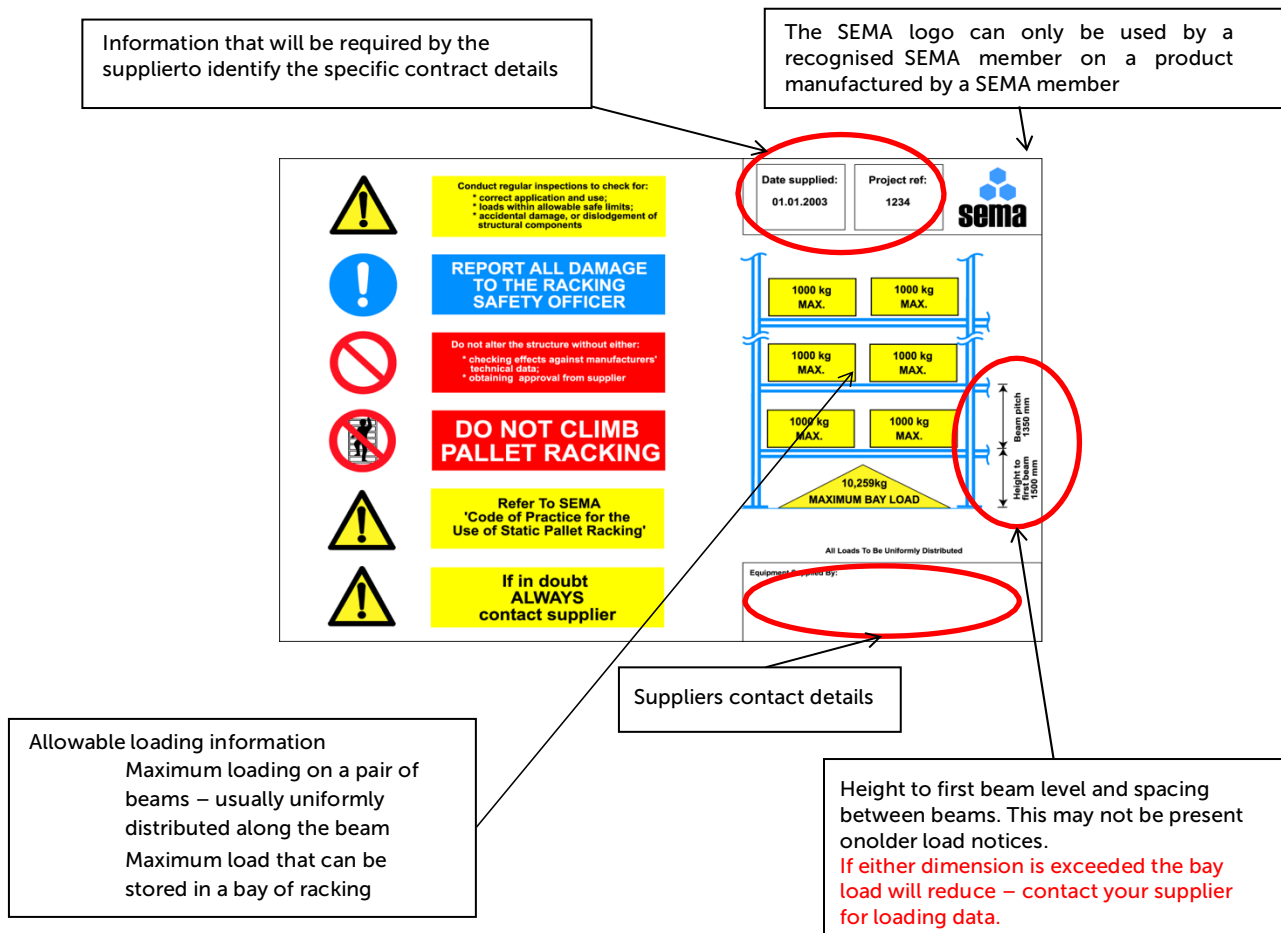 Information that will be required by the
supplierto identify the specific contract details
The SEMA logo can only be used by a
recognised SEMA member on a product
manufactured by a SEMA member
Conduct regular inspections to check for:
* correct application and use;
* loads within allowable safe limits;
* accidental damage, or dislodgement of
structural components
REPORT ALL DAMAGE
TO THE RACKING
SAFETY OFFICER
Do not alter the structure without either:
* checking effects against manufacturers'
technical data;
* obtaining approval from supplier
DO NOT CLIMB
PALLET RACKING
Refer To SEMA
'Code of Practice for the
Use of Static Pallet Racking'
If in doubt
ALWAYS
contact supplier
Date supplied:
01.01.2003
Project ref:
1234
sema
1000 kg
MAX.
1000 kg
MAX.
1000 kg
MAX.
1000 kg
MAX.
1000 kg
MAX.
1000 kg
MAX.
Beam pitch
1350 mm
Height to
first beam
1500 mm
10,259kg
MAXIMUM BAY LOAD
All Loads To Be Uniformly Distributed
Equipment Supplied By:
Suppliers contact details
Allowable loading information
Maximum loading on a pair of
beams – usually uniformly
distributed along the beam
Maximum load that can be
stored in a bay of racking
Height to first beam level and spacing
between beams. This may not be present
onolder load notices.
If either dimension is exceeded the bay
load will reduce – contact your supplier
for loading data.